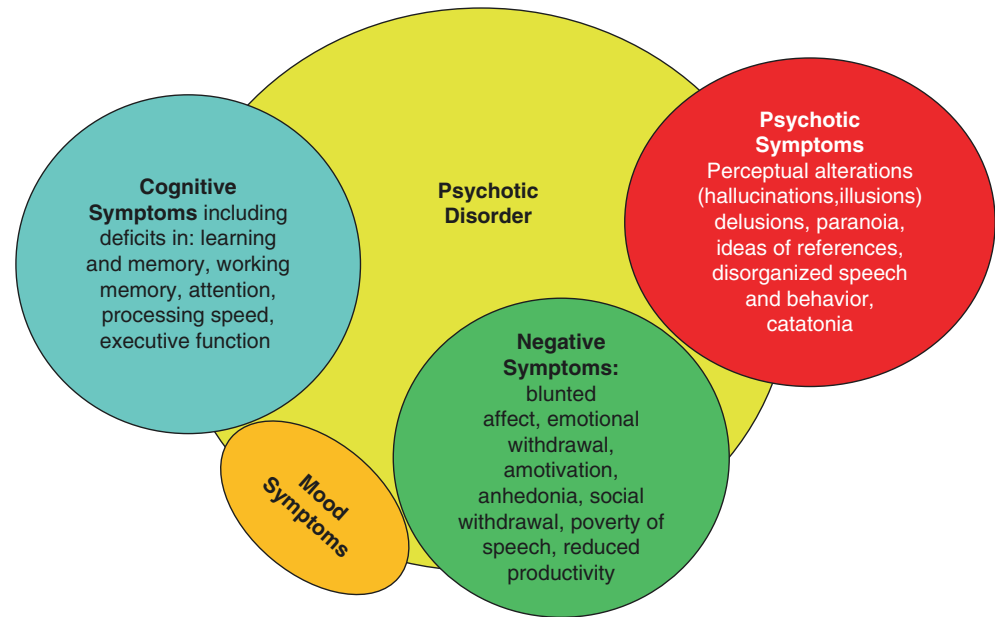 Cognitive
Symptoms including
deficits in: learning
and memory, working
memory, attention,
processing speed,
executive function
Psychotic
Disorder
Psychotic
Symptoms
Perceptual alterations
(hallucinations,illusions)
delusions, paranoia,
ideas of references,
disorganized speech
and behavior,
catatonia
Negative
Symptoms:
blunted
affect, emotional
withdrawal,
amotivation,
anhedonia, social
withdrawal, poverty of
speech, reduced
productivity
Mood
Symptoms